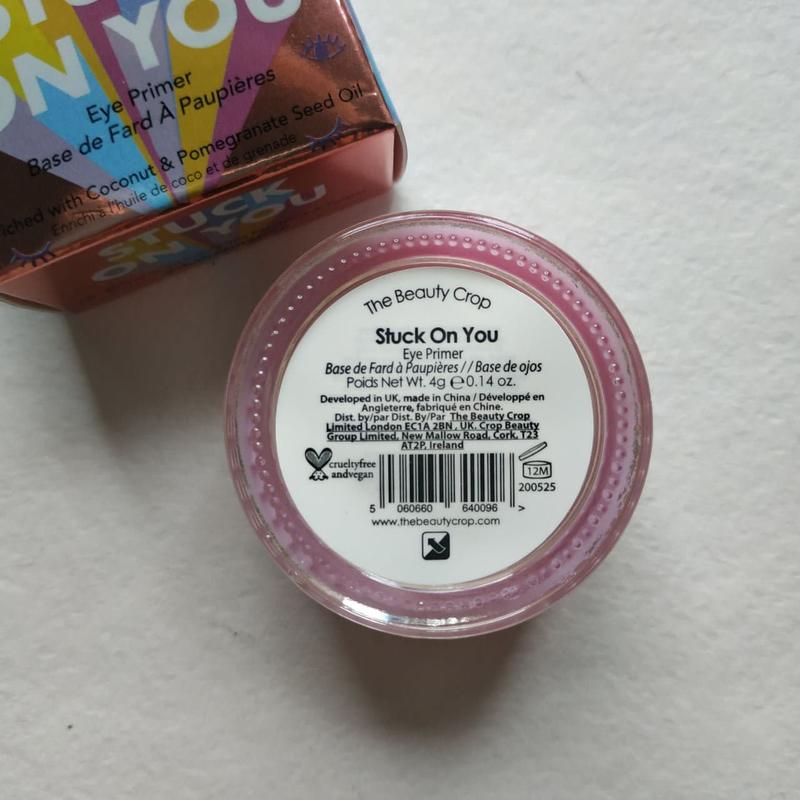 STUCK
ON YOU
Eye Primer
Base de Fard À Paupières
Enriched with Coconut & Pomegranate Seed Oil
Enrichi à l'huile de coco et de grenade
STUCK
ON YOU
The Beauty Crop
Stuck On You
Eye Primer
Base de Fard à Paupières // Base de ojos
Poids Net Wt. 4g ℮0.14 oz.
Developed in UK, made in China / Développé en
Angleterre, fabriqué en Chine.
Dist. by/par Dist. By/Par The Beauty Crop
Limited London EC1A 2BN , UK. Crop Beauty
Group Limited, New Mallow Road, Cork, T23
AT2P, Ireland
crueltyfree
andvegan
12M
200525
5 060660 640096 >
www.thebeautycrop.com